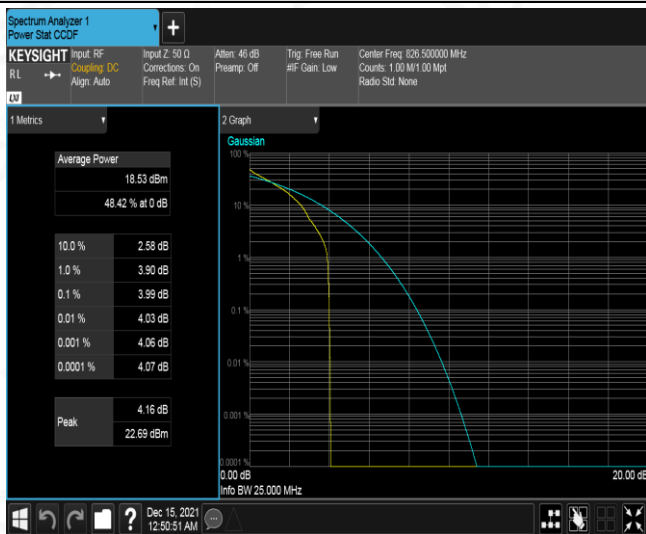 Spectrum Analyzer 1
Power Stat CCDF
+
KEYSIGHT
RL
LXI
Input: RF
Coupling: DC
Align: Auto
Input Z: 50 Ω
Corrections: On
Freq Ref: Int (S)
Atten: 46 dB
Preamp: Off
Trig: Free Run
#IF Gain: Low
Center Freq: 826.500000 MHz
Counts: 1.00 M/1.00 Mpt
Radio Std: None
1 Metrics
Average Power
18.53 dBm
48.42 % at 0 dB
10.0 % 2.58 dB
1.0 % 3.90 dB
0.1 % 3.99 dB
0.01 % 4.03 dB
0.001 % 4.06 dB
0.0001 % 4.07 dB
Peak
4.16 dB
22.69 dBm
2 Graph
Gaussian
100 %
10 %
1 %
0.1 %
0.01 %
0.001 %
0.0001 %
0.00 dB
20.00 dB
Info BW 25.000 MHz
?
Dec 15, 2021
12:50:51 AM